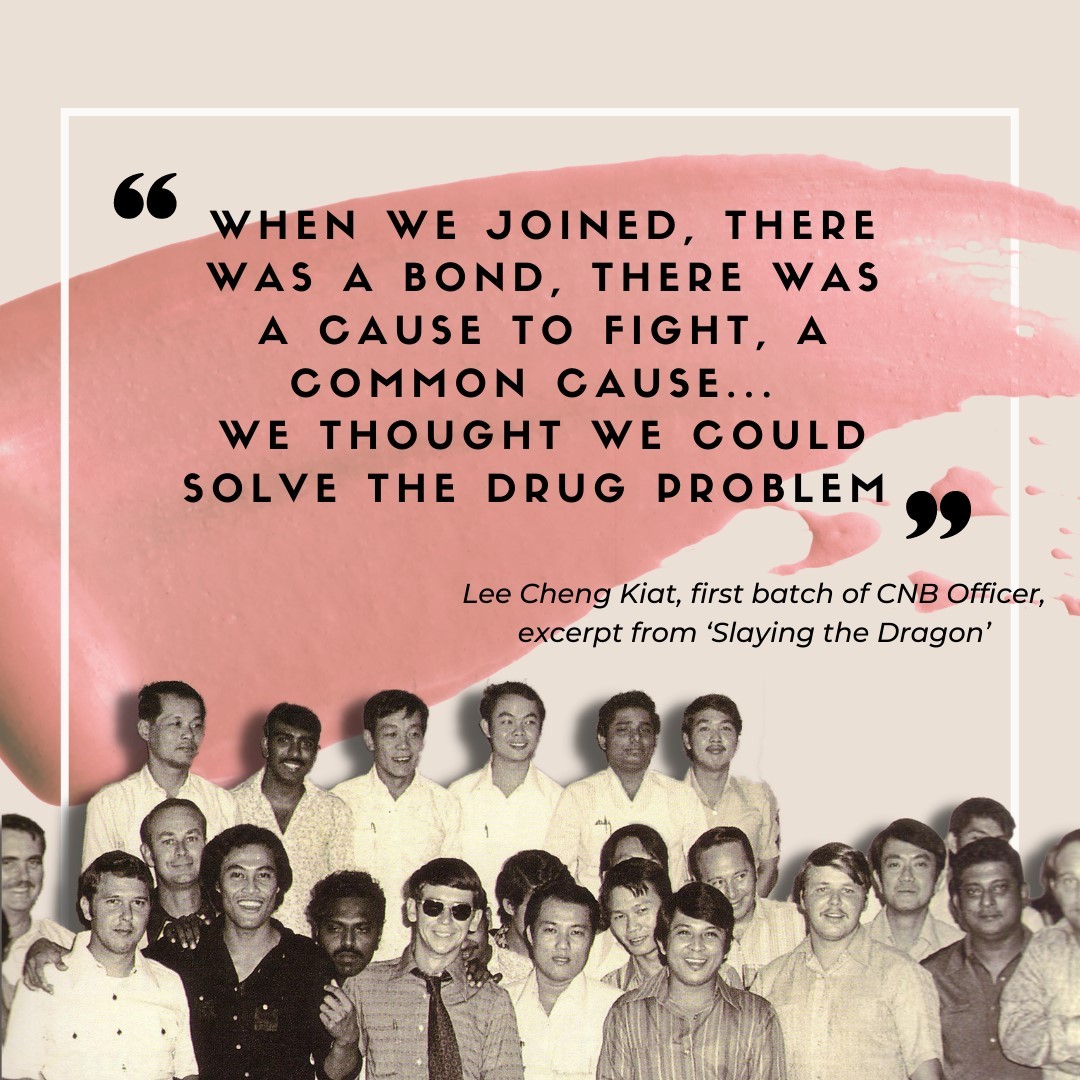 “ WHEN WE JOINED, THERE
WAS A BOND, THERE WAS
A CAUSE TO FIGHT, A
COMMON CAUSE...
WE THOUGHT WE COULD
SOLVE THE DRUG PROBLEM ”
Lee Cheng Kiat, first batch of CNB Officer,
excerpt from ‘Slaying the Dragon’